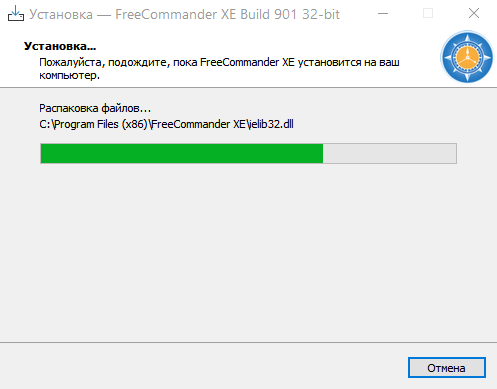 Установка — FreeCommander XE Build 901 32-bit
Установка...
Пожалуйста, подождите, пока FreeCommander XE установится на ваш
компьютер.
Распаковка файлов...
C:\Program Files (x86)\FreeCommander XE\ielib32.dll
Отмена